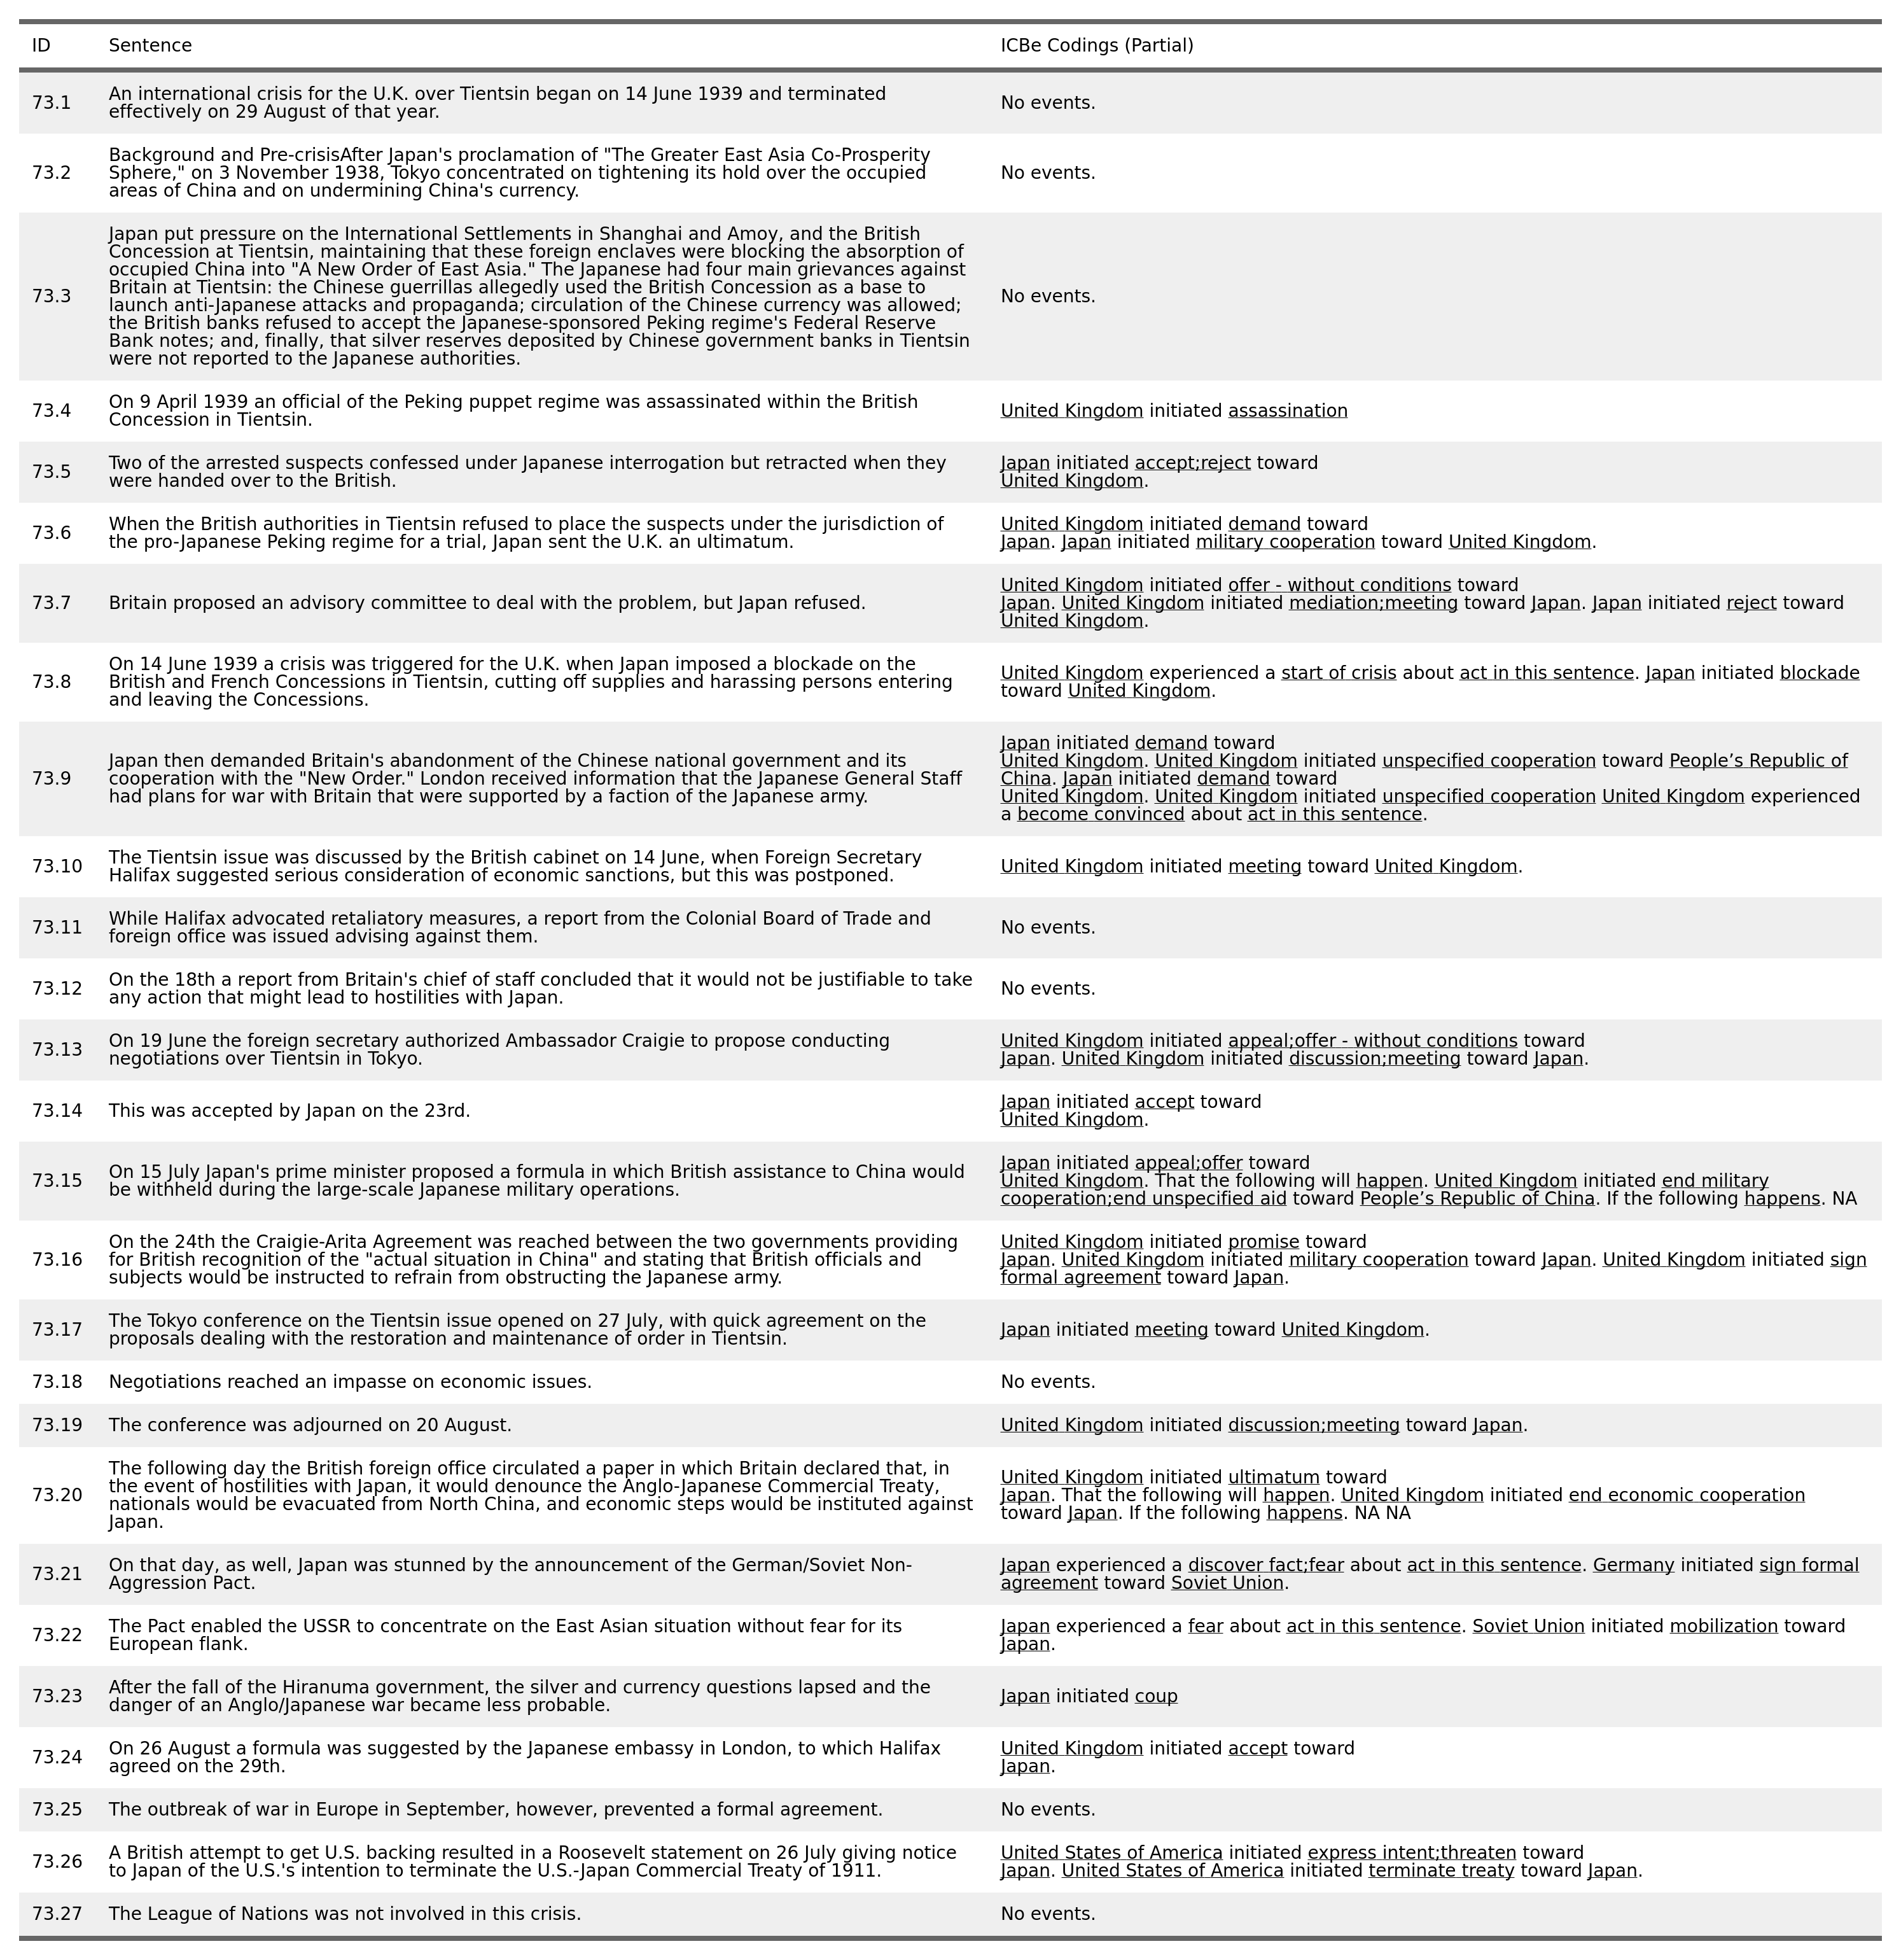 ID Sentence ICBe Codings (Partial)
73.1 An international crisis for the U.K. over Tientsin began on 14 June 1939 and terminated
effectively on 29 August of that year.
No events.
73.2 Background and Pre-crisisAfter Japan's proclamation of "The Greater East Asia Co-Prosperity
Sphere," on 3 November 1938, Tokyo concentrated on tightening its hold over the occupied
areas of China and on undermining China's currency.
No events.
73.3 Japan put pressure on the International Settlements in Shanghai and Amoy, and the British
Concession at Tientsin, maintaining that these foreign enclaves were blocking the absorption of
occupied China into "A New Order of East Asia." The Japanese had four main grievances against
Britain at Tientsin: the Chinese guerrillas allegedly used the British Concession as a base to
launch anti-Japanese attacks and propaganda; circulation of the Chinese currency was allowed;
the British banks refused to accept the Japanese-sponsored Peking regime's Federal Reserve
Bank notes; and, finally, that silver reserves deposited by Chinese government banks in Tientsin
were not reported to the Japanese authorities.
No events.
73.4 On 9 April 1939 an official of the Peking puppet regime was assassinated within the British
Concession in Tientsin.
United Kingdom initiated assassination
73.5 Two of the arrested suspects confessed under Japanese interrogation but retracted when they
were handed over to the British.
Japan initiated accept;reject toward
United Kingdom.
73.6 When the British authorities in Tientsin refused to place the suspects under the jurisdiction of
the pro-Japanese Peking regime for a trial, Japan sent the U.K. an ultimatum.
United Kingdom initiated demand toward
Japan. Japan initiated military cooperation toward United Kingdom.
73.7 Britain proposed an advisory committee to deal with the problem, but Japan refused.
United Kingdom initiated offer - without conditions toward
Japan. United Kingdom initiated mediation;meeting toward Japan. Japan initiated reject toward
United Kingdom.
73.8 On 14 June 1939 a crisis was triggered for the U.K. when Japan imposed a blockade on the
British and French Concessions in Tientsin, cutting off supplies and harassing persons entering
and leaving the Concessions.
United Kingdom experienced a start of crisis about act in this sentence. Japan initiated blockade
toward United Kingdom.
73.9 Japan then demanded Britain's abandonment of the Chinese national government and its
cooperation with the "New Order." London received information that the Japanese General Staff
had plans for war with Britain that were supported by a faction of the Japanese army.
Japan initiated demand toward
United Kingdom. United Kingdom initiated unspecified cooperation toward People’s Republic of
China. Japan initiated demand toward
United Kingdom. United Kingdom initiated unspecified cooperation United Kingdom experienced
a become convinced about act in this sentence.
73.10 The Tientsin issue was discussed by the British cabinet on 14 June, when Foreign Secretary
Halifax suggested serious consideration of economic sanctions, but this was postponed.
United Kingdom initiated meeting toward United Kingdom.
73.11 While Halifax advocated retaliatory measures, a report from the Colonial Board of Trade and
foreign office was issued advising against them.
No events.
73.12 On the 18th a report from Britain's chief of staff concluded that it would not be justifiable to take
any action that might lead to hostilities with Japan.
No events.
73.13 On 19 June the foreign secretary authorized Ambassador Craigie to propose conducting
negotiations over Tientsin in Tokyo.
United Kingdom initiated appeal;offer - without conditions toward
Japan. United Kingdom initiated discussion;meeting toward Japan.
73.14 This was accepted by Japan on the 23rd.
Japan initiated accept toward
United Kingdom.
73.15 On 15 July Japan's prime minister proposed a formula in which British assistance to China would
be withheld during the large-scale Japanese military operations.
Japan initiated appeal;offer toward
United Kingdom. That the following will happen. United Kingdom initiated end military
cooperation;end unspecified aid toward People’s Republic of China. If the following happens. NA
73.16 On the 24th the Craigie-Arita Agreement was reached between the two governments providing
for British recognition of the "actual situation in China" and stating that British officials and
subjects would be instructed to refrain from obstructing the Japanese army.
United Kingdom initiated promise toward
Japan. United Kingdom initiated military cooperation toward Japan. United Kingdom initiated sign
formal agreement toward Japan.
73.17 The Tokyo conference on the Tientsin issue opened on 27 July, with quick agreement on the
proposals dealing with the restoration and maintenance of order in Tientsin.
Japan initiated meeting toward United Kingdom.
73.18 Negotiations reached an impasse on economic issues.
No events.
73.19 The conference was adjourned on 20 August.
United Kingdom initiated discussion;meeting toward Japan.
73.20 The following day the British foreign office circulated a paper in which Britain declared that, in
the event of hostilities with Japan, it would denounce the Anglo-Japanese Commercial Treaty,
nationals would be evacuated from North China, and economic steps would be instituted against
Japan.
United Kingdom initiated ultimatum toward
Japan. That the following will happen. United Kingdom initiated end economic cooperation
toward Japan. If the following happens. NA NA
73.21 On that day, as well, Japan was stunned by the announcement of the German/Soviet Non-
Aggression Pact.
Japan experienced a discover fact;fear about act in this sentence. Germany initiated sign formal
agreement toward Soviet Union.
73.22 The Pact enabled the USSR to concentrate on the East Asian situation without fear for its
European flank.
Japan experienced a fear about act in this sentence. Soviet Union initiated mobilization toward
Japan.
73.23 After the fall of the Hiranuma government, the silver and currency questions lapsed and the
danger of an Anglo/Japanese war became less probable.
Japan initiated coup
73.24 On 26 August a formula was suggested by the Japanese embassy in London, to which Halifax
agreed on the 29th.
United Kingdom initiated accept toward
Japan.
73.25 The outbreak of war in Europe in September, however, prevented a formal agreement.
No events.
73.26 A British attempt to get U.S. backing resulted in a Roosevelt statement on 26 July giving notice
to Japan of the U.S.'s intention to terminate the U.S.-Japan Commercial Treaty of 1911.
United States of America initiated express intent;threaten toward
Japan. United States of America initiated terminate treaty toward Japan.
73.27 The League of Nations was not involved in this crisis.
No events.